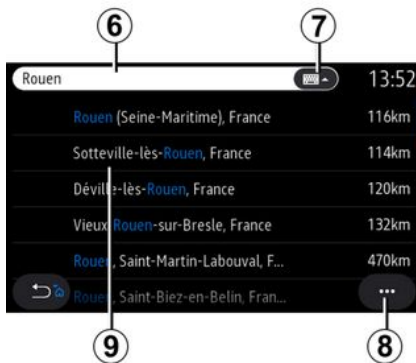 6 7
Rouen 13:52
Rouen (Seine-Maritime), France 116km
Sotteville-lès-Rouen, France 114km
Déville-lès-Rouen, France 120km
Vieux-Rouen-sur-Bresle, France 132km
Rouen, Saint-Martin-Labouval, F... 470km
Rouen, Saint-Biez-en-Belin, Fran...
9 8